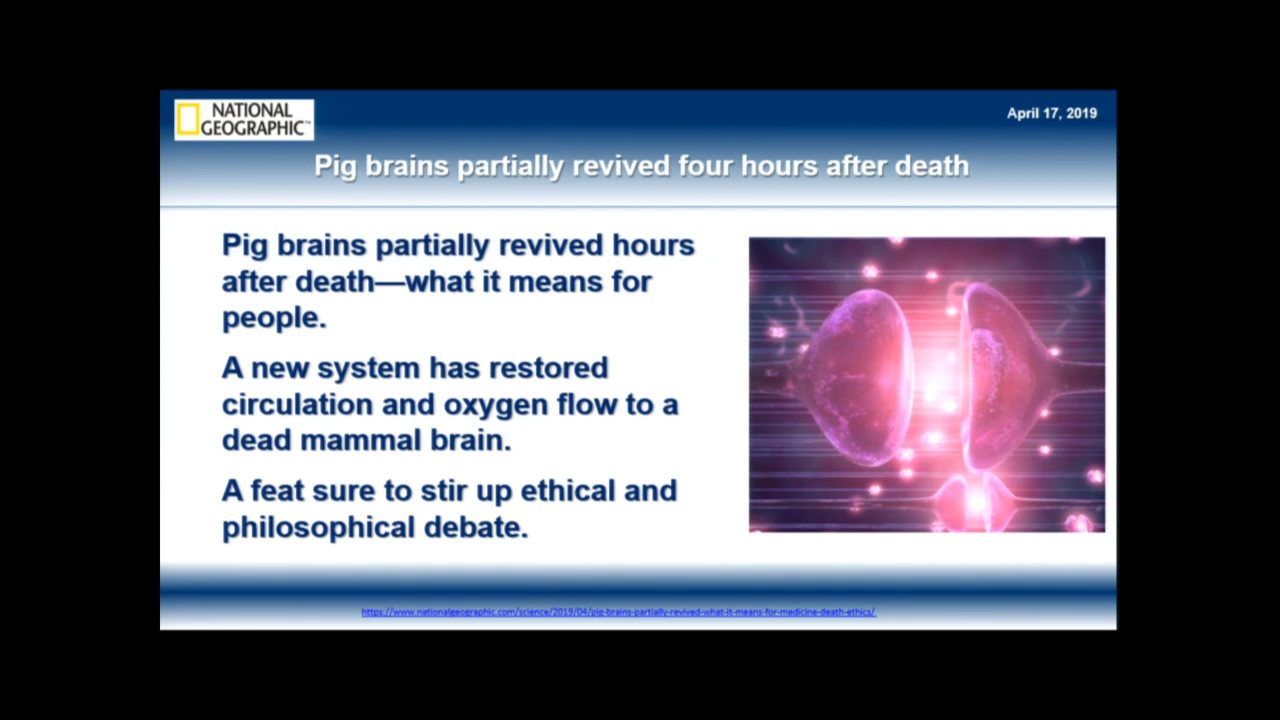 NATIONAL
GEOGRAPHIC™
April 17, 2019
Pig brains partially revived four hours after death
Pig brains partially revived hours
after death—what it means for
people.
A new system has restored
circulation and oxygen flow to a
dead mammal brain.
A feat sure to stir up ethical and
philosophical debate.
https://www.nationalgeographic.com/science/2019/04/pig-brains-partially-revived-what-it-means-for-medicine-death-ethics/